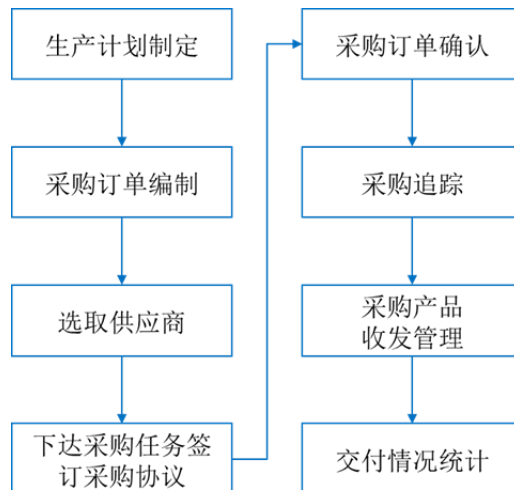 生产计划制定
采购订单编制
选取供应商
下达采购任务签
订采购协议
采购订单确认
采购追踪
采购产品
收发管理
交付情况统计